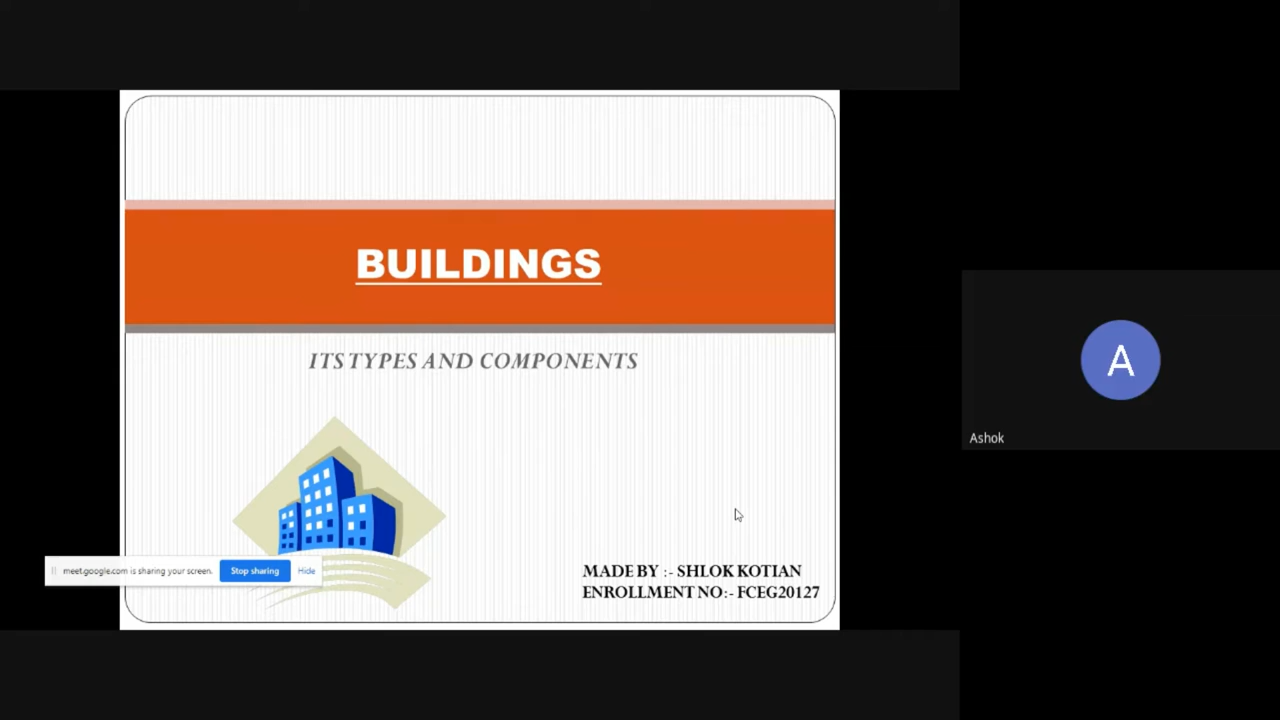 BUILDINGS
ITS TYPES AND COMPONENTS
meet.google.com is sharing your screen.
Stop sharing
Hide
MADE BY :- SHLOK KOTIAN
ENROLLMENT NO:- FCEG20127
A
Ashok